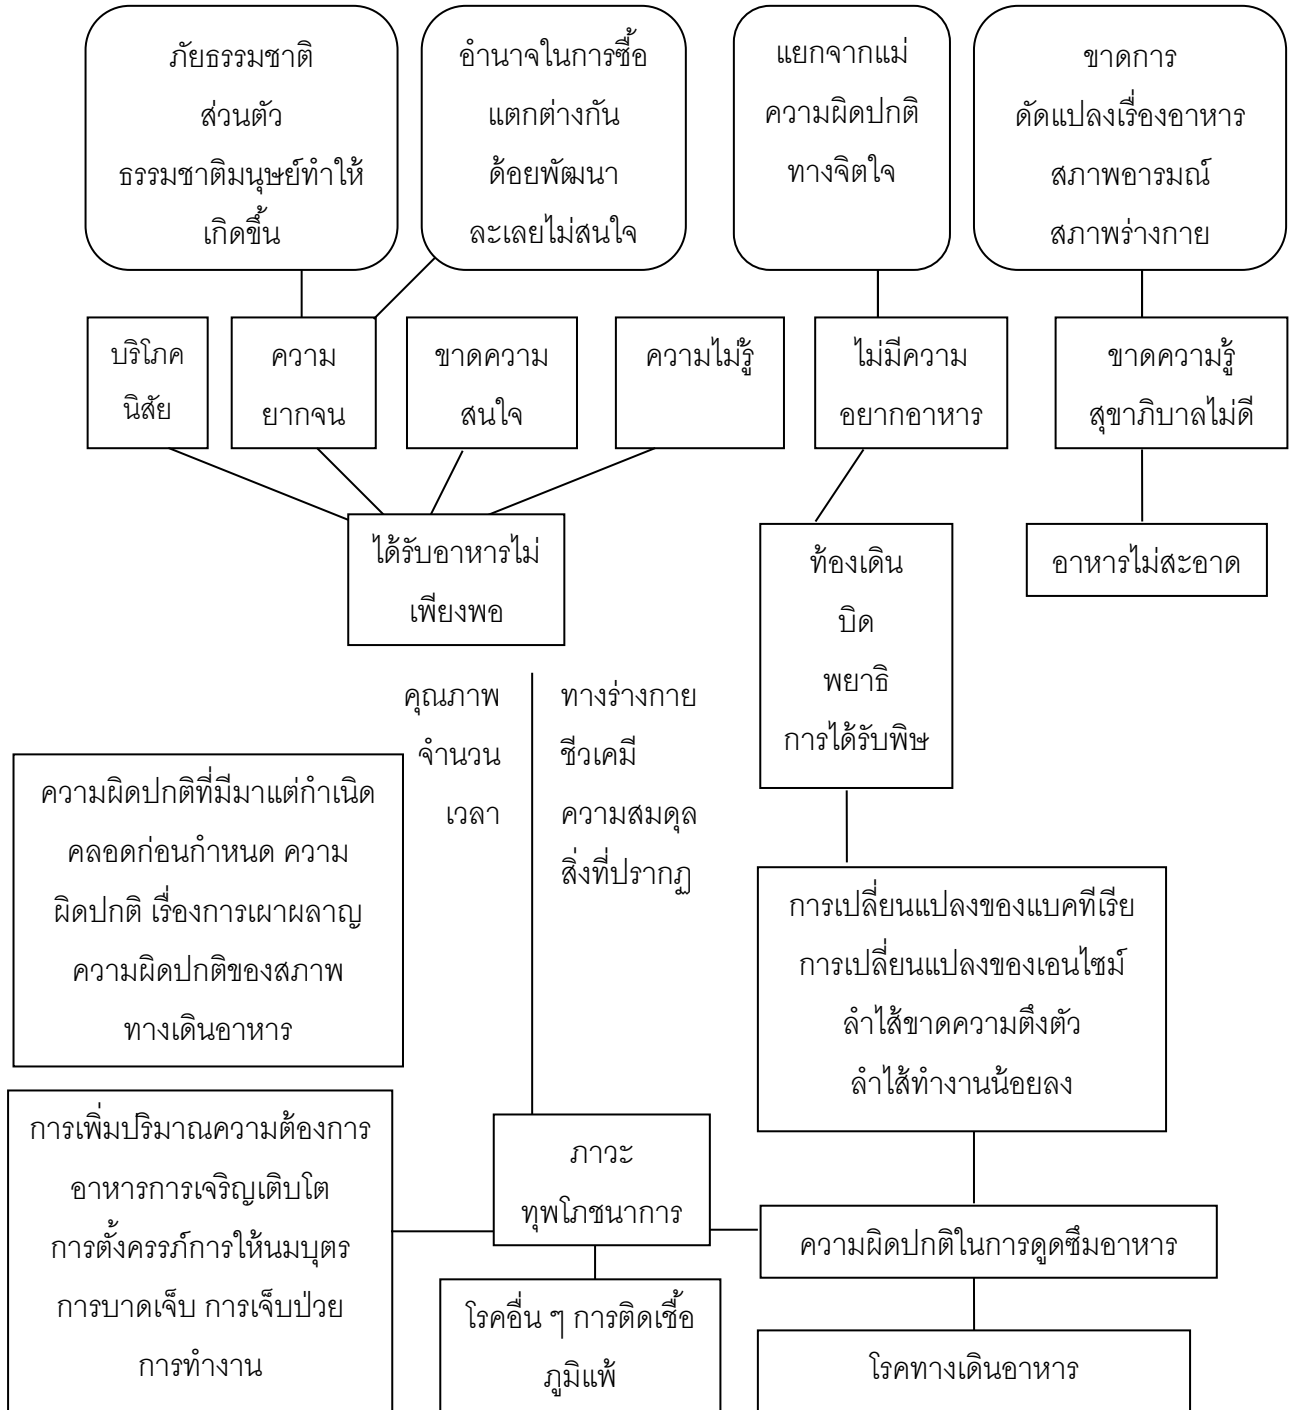 ภัยธรรมชาติ
ส่วนตัว
ธรรมชาติมนุษย์ทำให้
เกิดขึ้น
อำนาจในการซื้อ
แตกต่างกัน
ด้อยพัฒนา
ละเลยไม่สนใจ
แยกจากแม่
ความผิดปกติ
ทางจิตใจ
ขาดการ
ดัดแปลงเรื่องอาหาร
สภาพอารมณ์
สภาพร่างกาย
บริโภค
นิสัย
ความ
ยากจน
ขาดความ
สนใจ
ความไม่รู้
ไม่มีความ
อยากอาหาร
ขาดความรู้
สุขาภิบาลไม่ดี
ได้รับอาหารไม่
เพียงพอ
ท้องเดิน
บิด
พยาธิ
การได้รับพิษ
อาหารไม่สะอาด
คุณภาพ
จำนวน
เวลา
ทางร่างกาย
ชีวเคมี
ความสมดุล
สิ่งที่ปรากฏ
ความผิดปกติที่มีมาแต่กำเนิด
คลอดก่อนกำหนด ความ
ผิดปกติ เรื่องการเผาผลาญ
ความผิดปกติของสภาพ
ทางเดินอาหาร
การเปลี่ยนแปลงของแบคทีเรีย
การเปลี่ยนแปลงของเอนไซม์
ลำไส้ขาดความตึงตัว
ลำไส้ทำงานน้อยลง
การเพิ่มปริมาณความต้องการ
อาหารการเจริญเติบโต
การตั้งครรภ์การให้นมบุตร
การบาดเจ็บ การเจ็บป่วย
การทำงาน
ภาวะ
ทุพโภชนาการ
ความผิดปกติในการดูดซึมอาหาร
โรคอื่น ๆ การติดเชื้อ
ภูมิแพ้
โรคทางเดินอาหาร